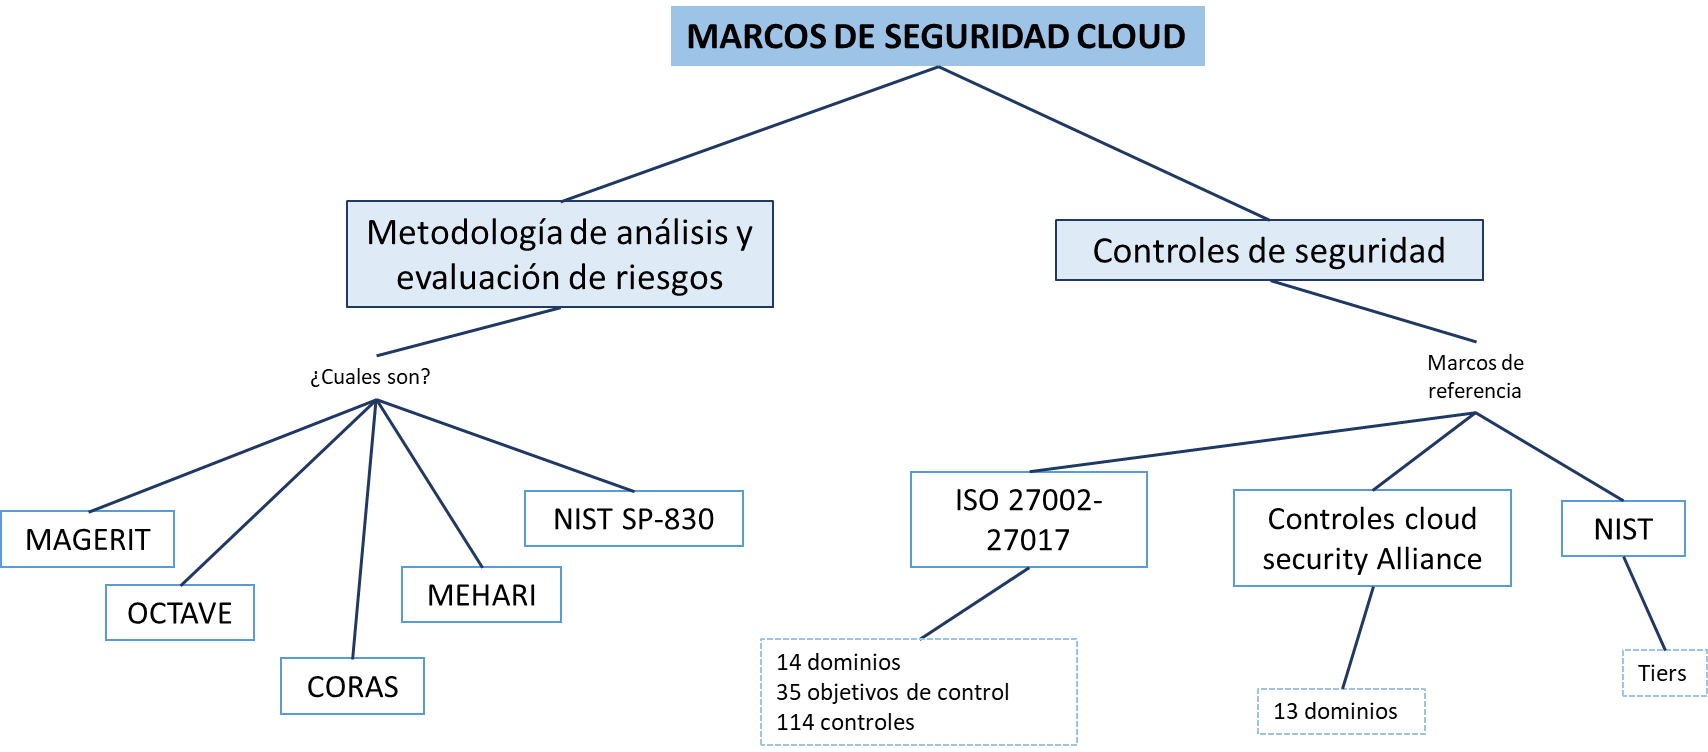 MARCOS DE SEGURIDAD CLOUD
Metodología de análisis y
evaluación de riesgos
Controles de seguridad
¿Cuales son?
Marcos de
referencia
MAGERIT
OCTAVE
CORAS
MEHARI
NIST SP-830
ISO 27002-
27017
Controles cloud
security Alliance
NIST
14 dominios
35 objetivos de control
114 controles
13 dominios
Tiers